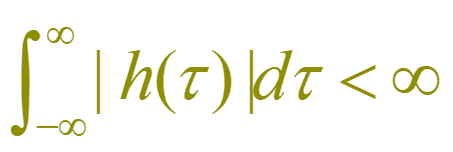 ∫_{-∞}^{∞} | h(τ) | dτ < ∞